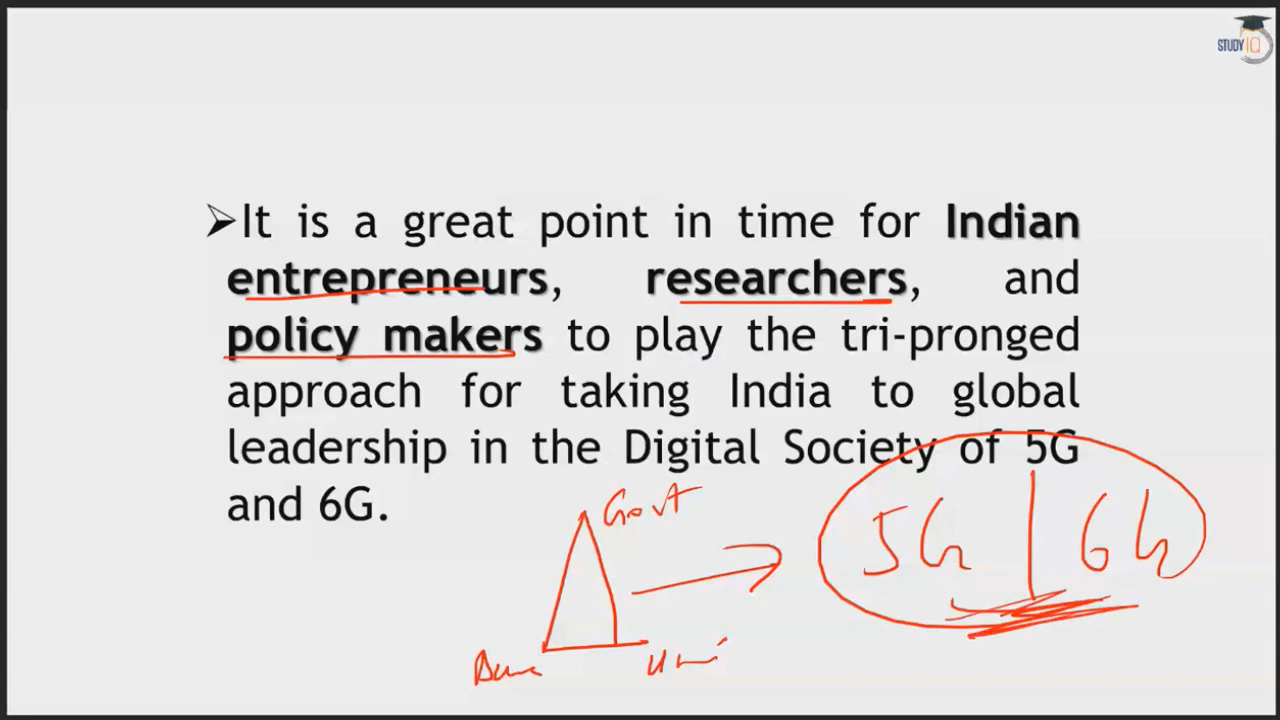 STUDY IQ
➢It is a great point in time for Indian
entrepreneurs, researchers, and
policy makers to play the tri-pronged
approach for taking India to global
leadership in the Digital Society of 5G
and 6G.
Govt
5G | 6G
Uni